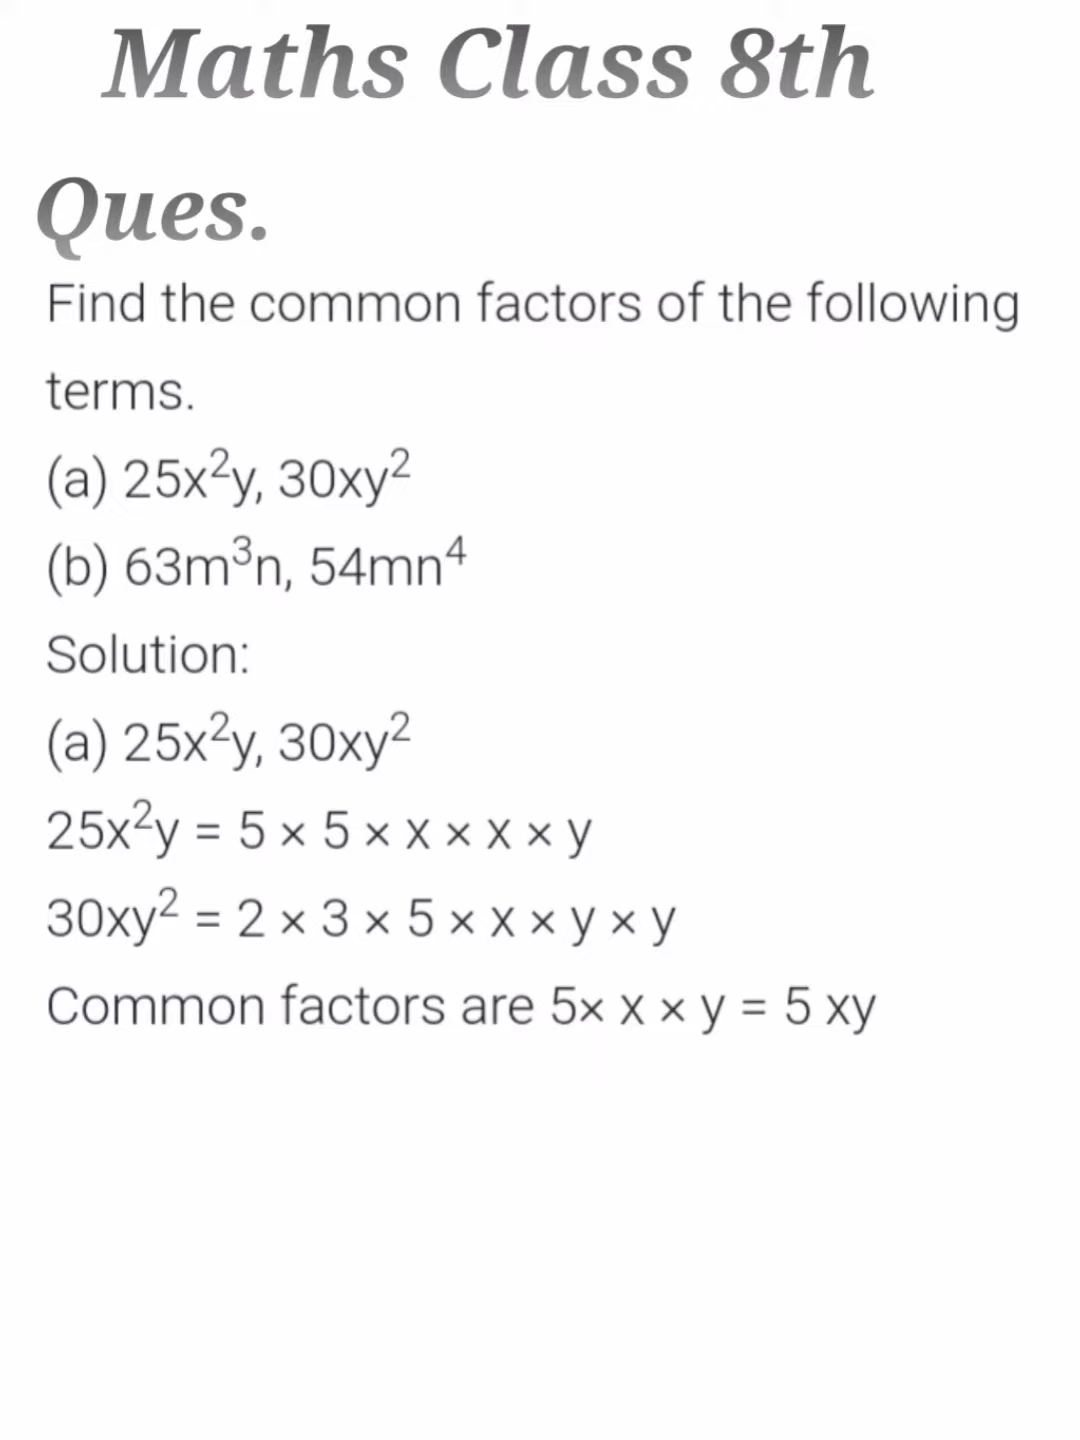 Maths Class 8th
Ques.
Find the common factors of the following
terms.
(a) 25x²y, 30xy²
(b) 63m³n, 54mn⁴
Solution:
(a) 25x²y, 30xy²
25x²y = 5 × 5 × x × x × y
30xy² = 2 × 3 × 5 × x × y × y
Common factors are 5× x × y = 5 xy